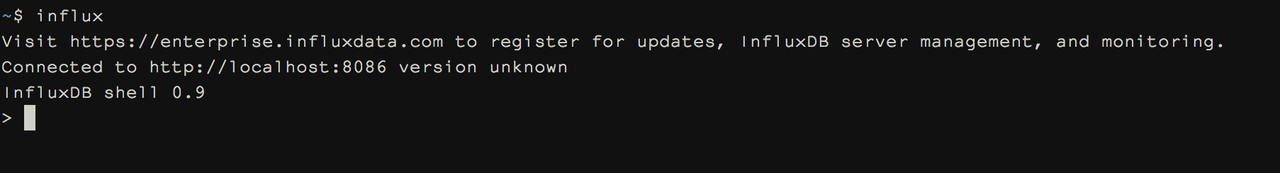 ~$ influx
Visit https://enterprise.influxdata.com to register for updates, InfluxDB server management, and monitoring.
Connected to http://localhost:8086 version unknown
InfluxDB shell 0.9
>